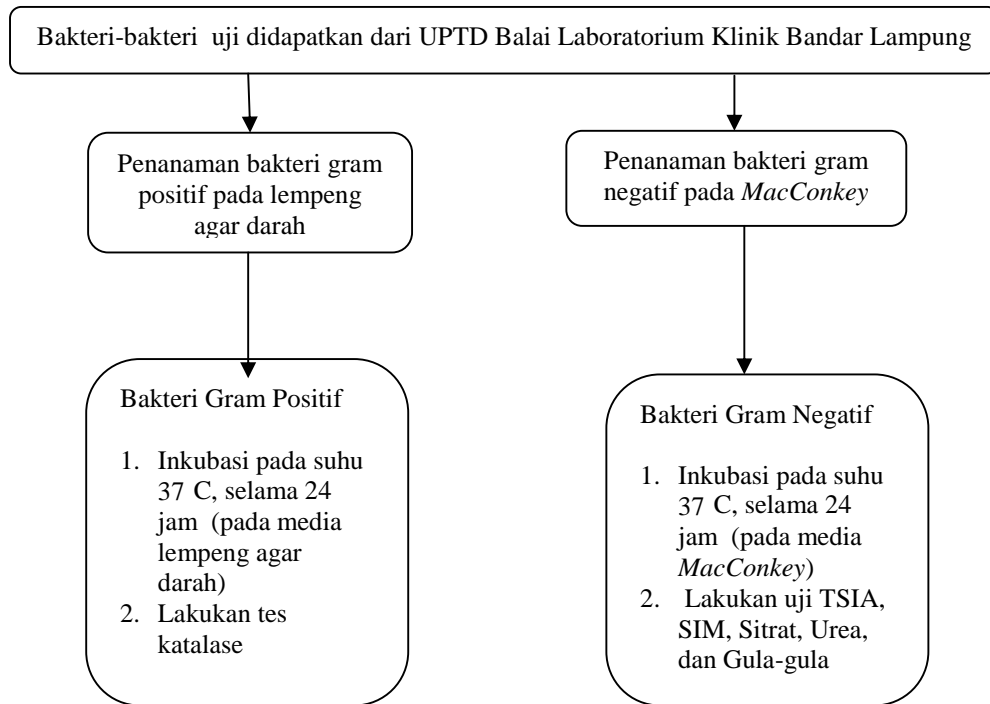 Bakteri-bakteri uji didapatkan dari UPTD Balai Laboratorium Klinik Bandar Lampung
Penanaman bakteri gram
positif pada lempeng
agar darah
Penanaman bakteri gram
negatif pada MacConkey
Bakteri Gram Positif
1. Inkubasi pada suhu
37 C, selama 24
jam (pada media
lempeng agar
darah)
2. Lakukan tes
katalase
Bakteri Gram Negatif
1. Inkubasi pada suhu
37 C, selama 24
jam (pada media
MacConkey)
2. Lakukan uji TSIA,
SIM, Sitrat, Urea,
dan Gula-gula